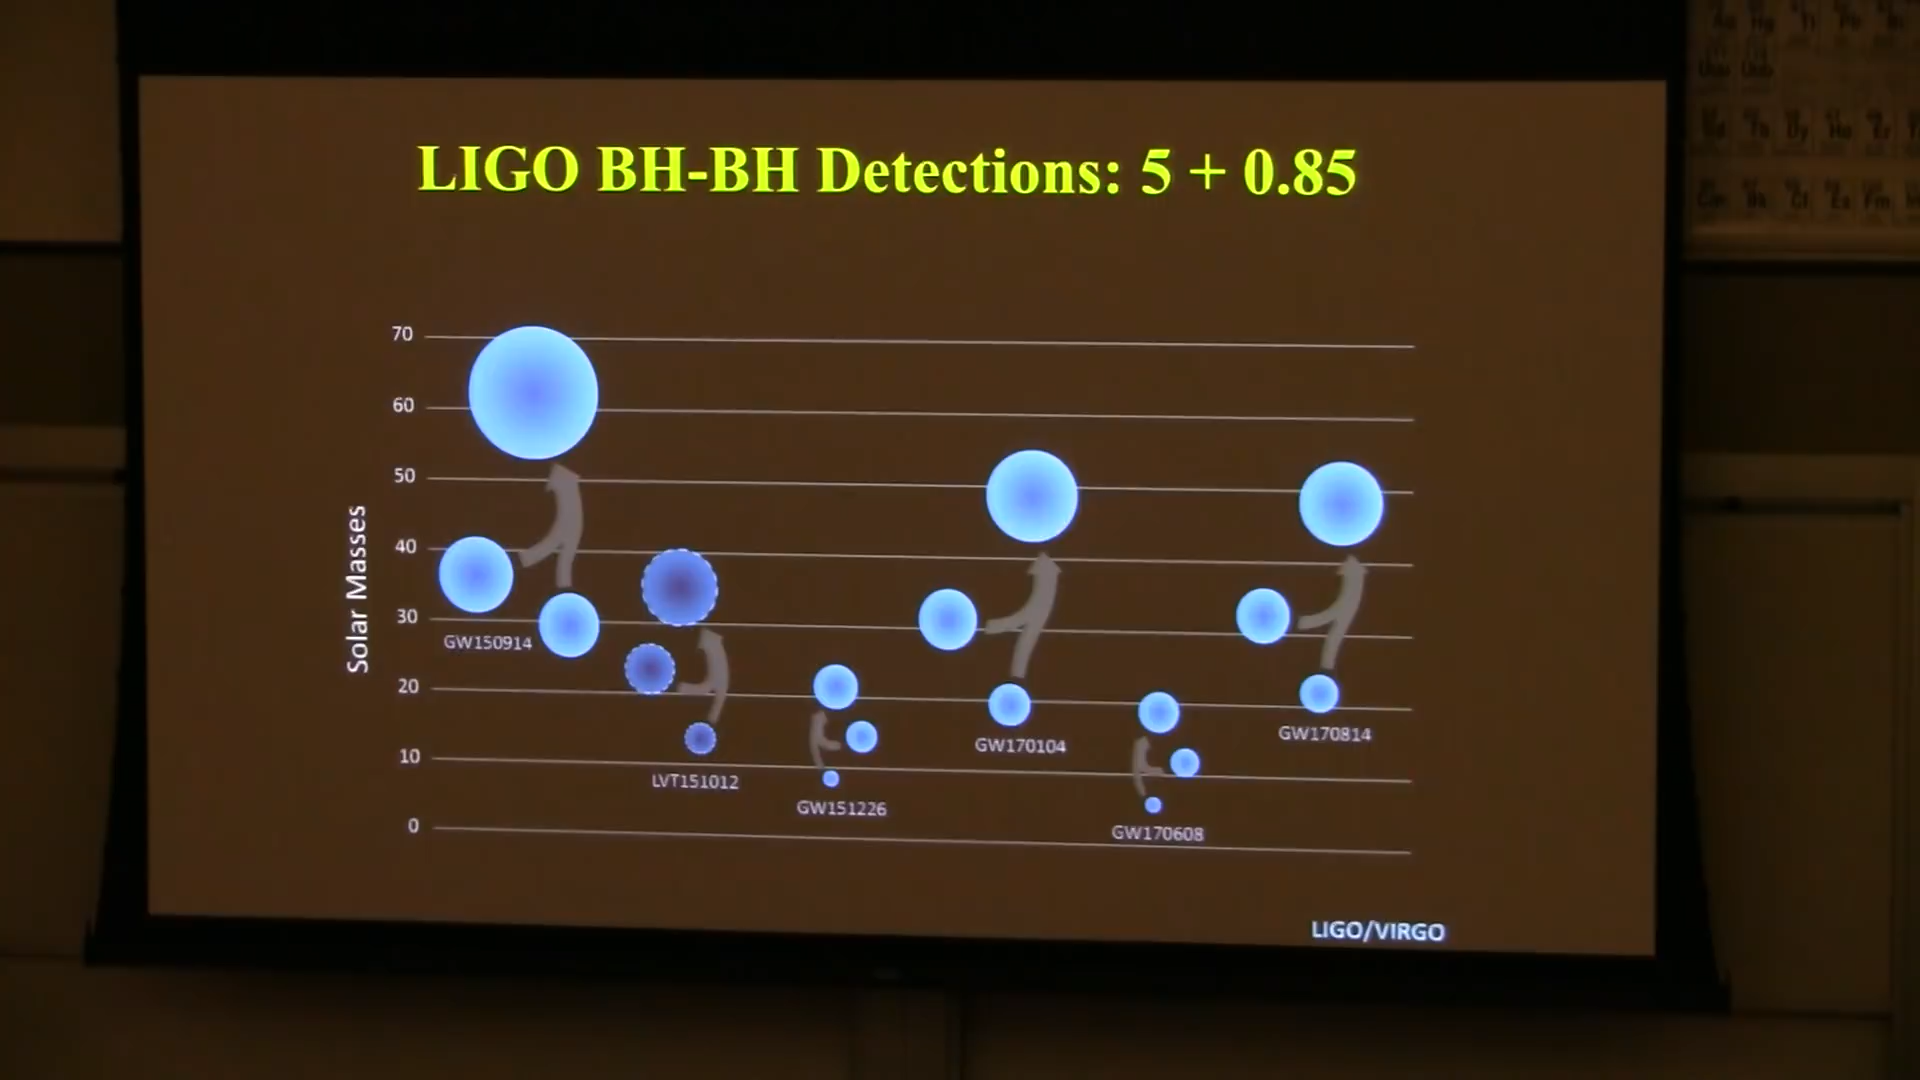 LIGO BH-BH Detections: 5 + 0.85
70
60
50
40
30
20
10
0
Solar Masses
GW150914
LVT151012
GW151226
GW170104
GW170608
GW170814
LIGO/VIRGO